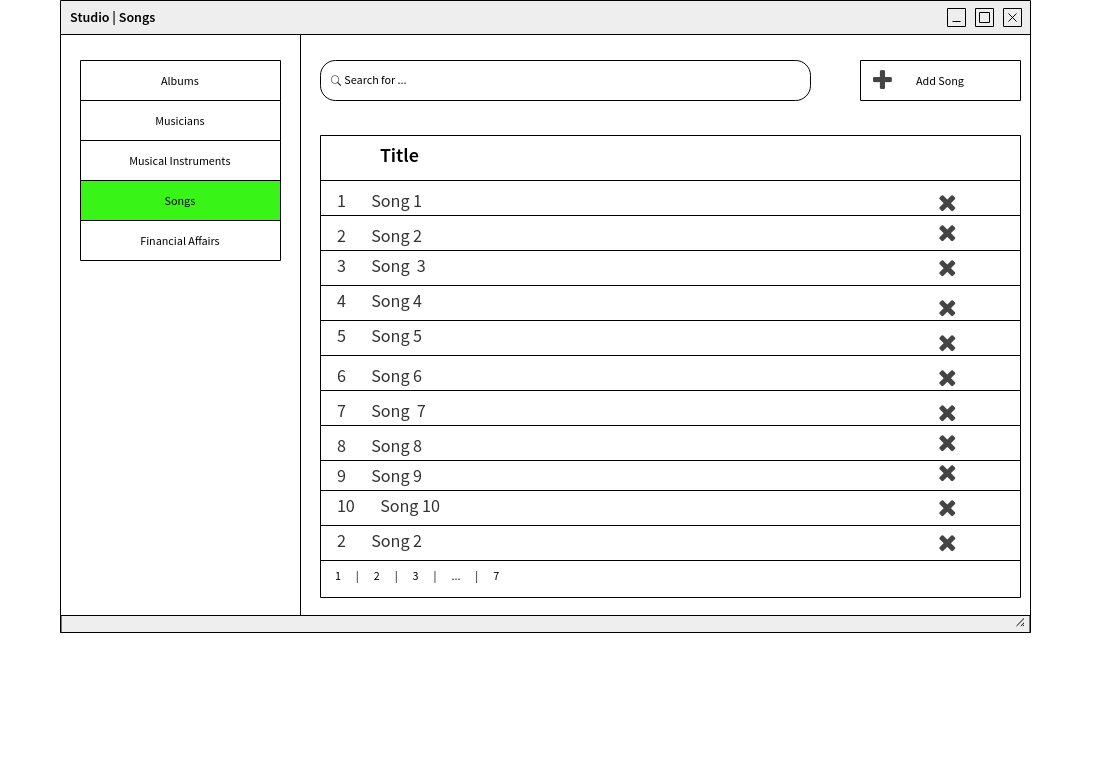 Studio | Songs
Albums
Musicians
Musical Instruments
Songs
Financial Affairs
Search for ...
Add Song
Title
1 Song 1
2 Song 2
3 Song 3
4 Song 4
5 Song 5
6 Song 6
7 Song 7
8 Song 8
9 Song 9
10 Song 10
2 Song 2
1 | 2 | 3 | ... | 7